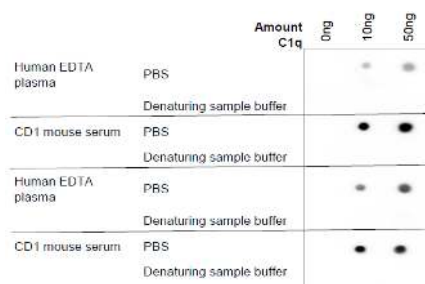 Amount C1q 0ng 10ng 50ng
Human EDTA plasma PBS
Denaturing sample buffer
CD1 mouse serum PBS
Denaturing sample buffer
Human EDTA plasma PBS
Denaturing sample buffer
CD1 mouse serum PBS
Denaturing sample buffer